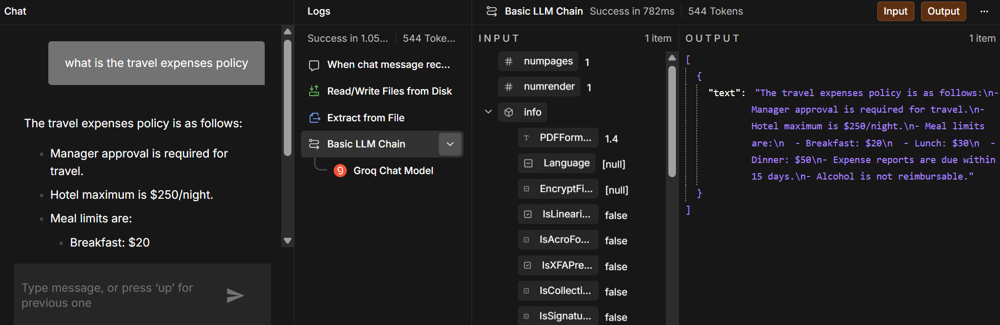 Chat
what is the travel expenses policy
The travel expenses policy is as follows:
Manager approval is required for
travel.
Hotel maximum is $250/night.
Meal limits are:
Breakfast: $20
Type message, or press ‘up’ for
previous one
Logs
Success in 1.05...
544 Toke...
When chat message rec...
Read/Write Files from Disk
Extract from File
Basic LLM Chain
Groq Chat Model
Basic LLM Chain Success in 782ms 544 Tokens
Input
Output
INPUT
1 item
numpages 1
numrender 1
info
PDFForm... 1.4
Language [null]
EncryptFi... [null]
IsLineari... false
IsAcroFo... false
IsXFAPre... false
IsCollecti... false
IsSignatu... false
OUTPUT
1 item
[
{
"text": "The travel expenses policy is as follows:\n-
Manager approval is required for travel.\n-
Hotel maximum is $250/night.\n- Meal limits
are:\n  - Breakfast: $20\n  - Lunch: $30\n  -
Dinner: $50\n- Expense reports are due within
15 days.\n- Alcohol is not reimbursable."
}
]